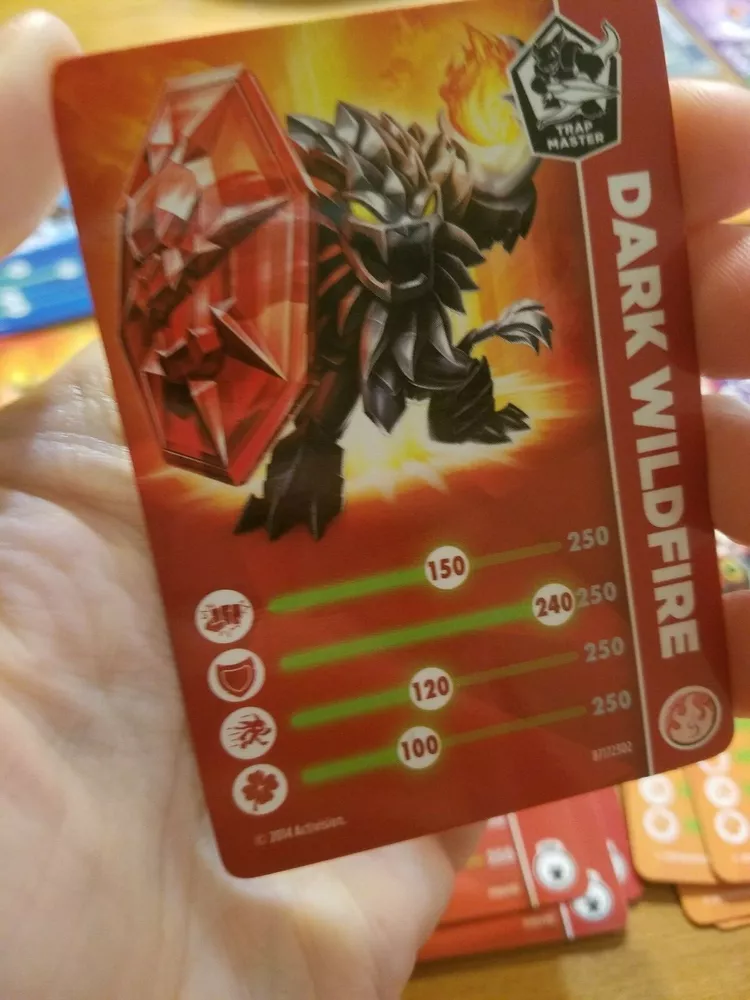 TRAP
MASTER
DARK WILDFIRE
150 250
240 250
120 250
100 250
© 2014 Activision.